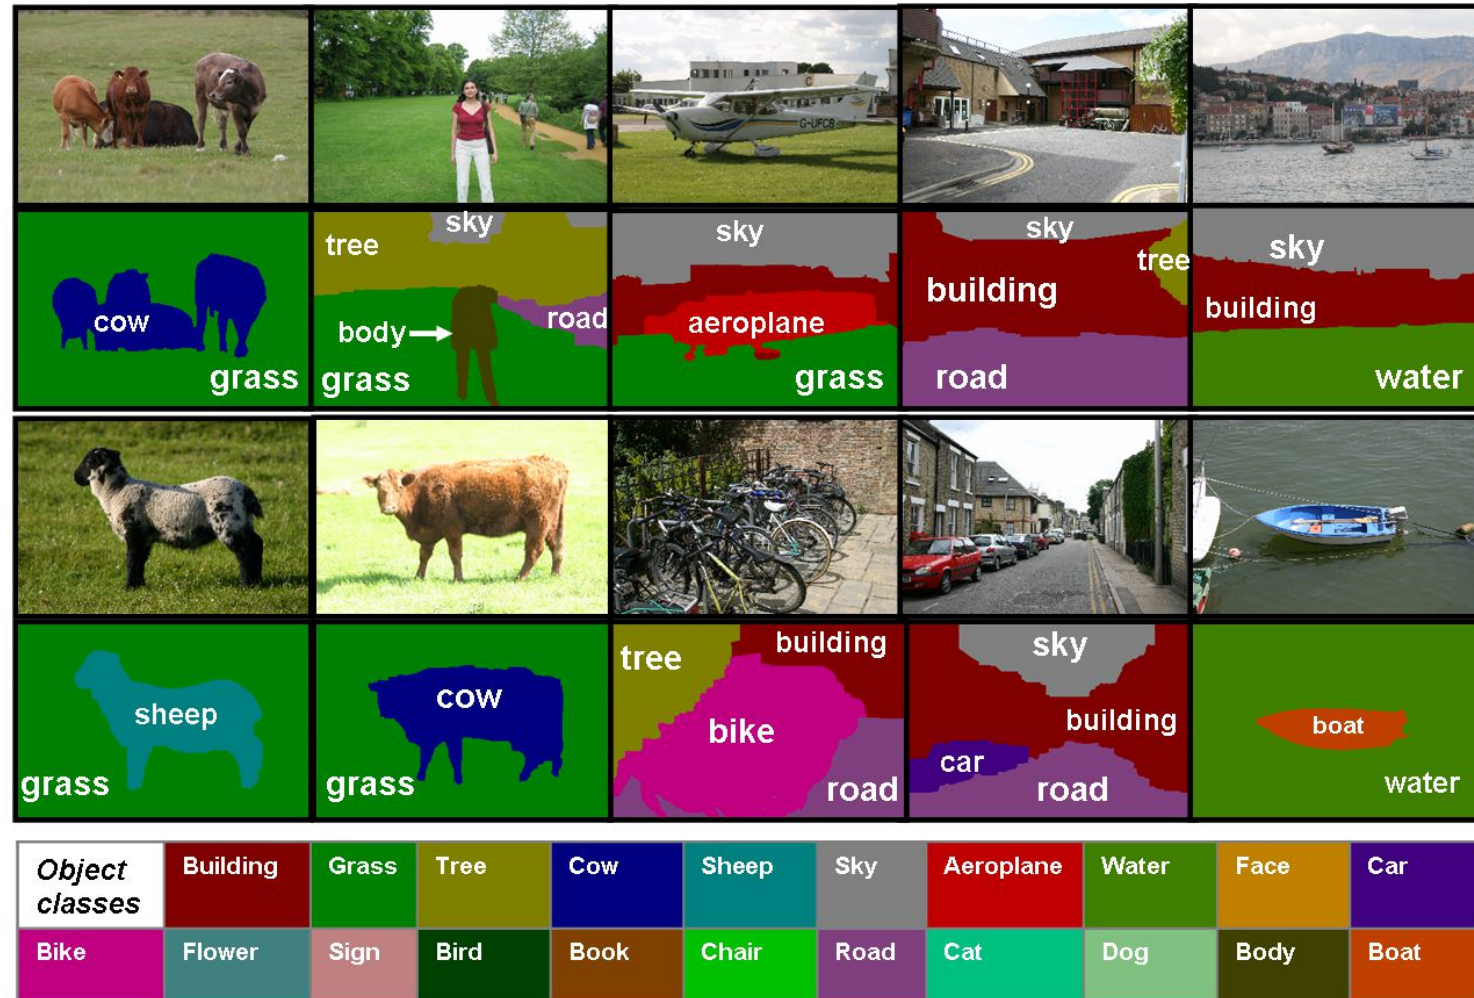 G-UFCB
sky
tree
body
road
cow
grass
grass
sky
aeroplane
grass
sky
tree
building
road
sky
building
water
sheep
grass
cow
grass
tree
building
bike
road
sky
building
car
road
boat
water
Object classes
Building
Grass
Tree
Cow
Sheep
Sky
Aeroplane
Water
Face
Car
Bike
Flower
Sign
Bird
Book
Chair
Road
Cat
Dog
Body
Boat